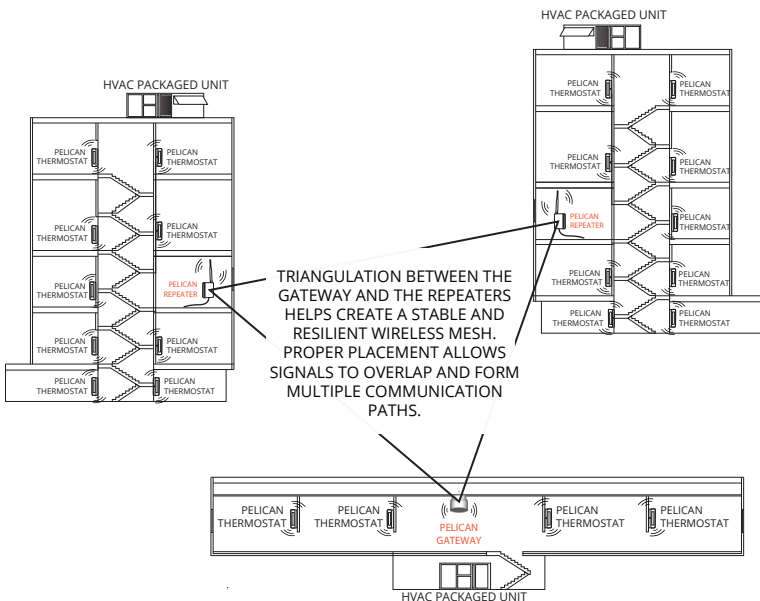 HVAC PACKAGED UNIT
PELICAN
THERMOSTAT
PELICAN
THERMOSTAT
PELICAN
THERMOSTAT
PELICAN
THERMOSTAT
PELICAN
REPEATER
PELICAN
THERMOSTAT
PELICAN
THERMOSTAT
PELICAN
THERMOSTAT
PELICAN
THERMOSTAT
PELICAN
THERMOSTAT
HVAC PACKAGED UNIT
PELICAN
THERMOSTAT
PELICAN
THERMOSTAT
PELICAN
THERMOSTAT
PELICAN
THERMOSTAT
PELICAN
THERMOSTAT
PELICAN
THERMOSTAT
PELICAN
REPEATER
PELICAN
THERMOSTAT
PELICAN
THERMOSTAT
PELICAN
THERMOSTAT
TRIANGULATION BETWEEN THE
GATEWAY AND THE REPEATERS
HELPS CREATE A STABLE AND
RESILIENT WIRELESS MESH.
PROPER PLACEMENT ALLOWS
SIGNALS TO OVERLAP AND FORM
MULTIPLE COMMUNICATION
PATHS.
PELICAN
THERMOSTAT
PELICAN
THERMOSTAT
PELICAN
GATEWAY
PELICAN
THERMOSTAT
PELICAN
THERMOSTAT
HVAC PACKAGED UNIT